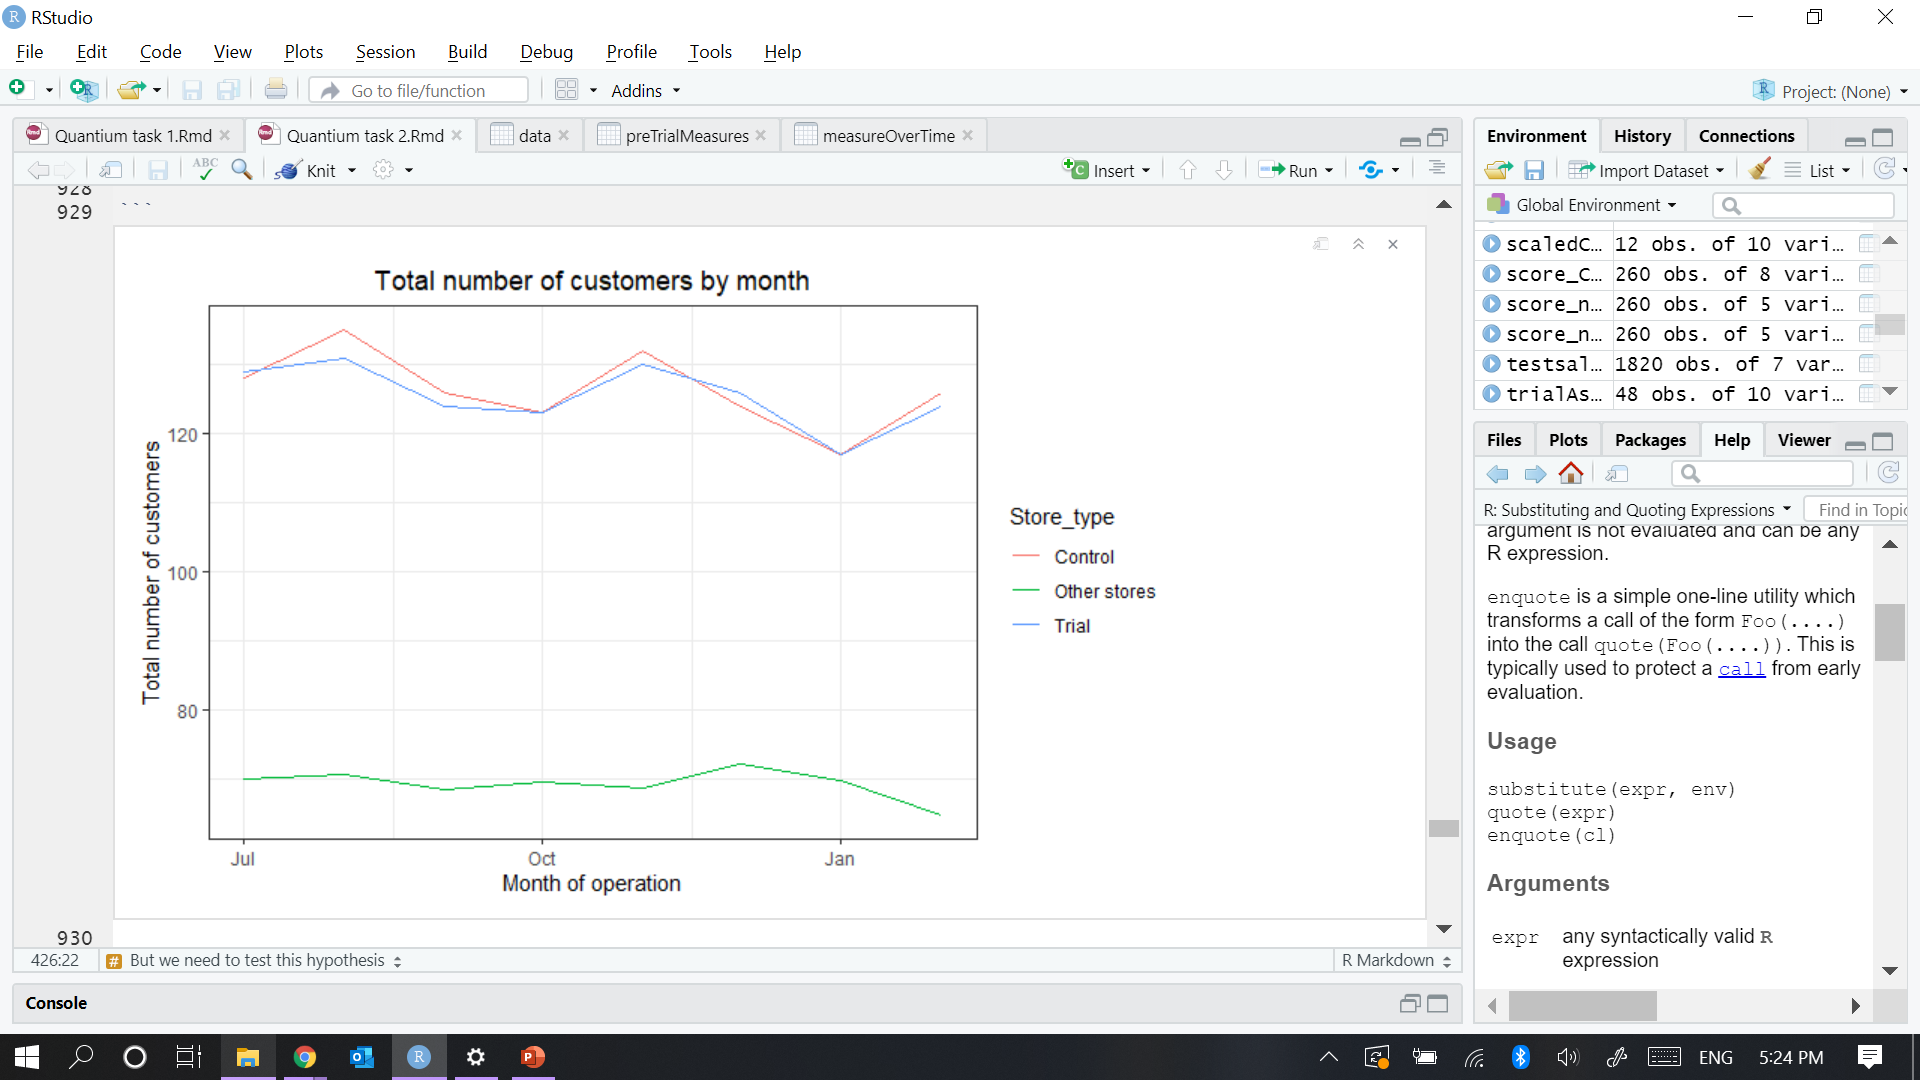 RStudio
File Edit Code View Plots Session Build Debug Profile Tools Help
Go to file/function Addins Project: (None)
Quantium task 1.Rmd Quantium task 2.Rmd data preTrialMeasures measureOverTime
ABC Knit Insert Run
928
929 ```
Total number of customers by month
Total number of customers
120
100
80
Jul Oct Jan
Month of operation
Store_type
Control
Other stores
Trial
930
426:22 # But we need to test this hypothesis R Markdown
Console
Environment History Connections
Import Dataset List
Global Environment
scaledC… 12 obs. of 10 vari…
score_C… 260 obs. of 8 vari…
score_n… 260 obs. of 5 vari…
score_n… 260 obs. of 5 vari…
testsal… 1820 obs. of 7 var…
trialAs… 48 obs. of 10 vari…
Files Plots Packages Help Viewer
R: Substituting and Quoting Expressions Find in Topic
argument is not evaluated and can be any
R expression.
enquote is a simple one-line utility which
transforms a call of the form Foo(....)
into the call quote(Foo(....)). This is
typically used to protect a call from early
evaluation.
Usage
substitute(expr, env)
quote(expr)
enquote(cl)
Arguments
expr any syntactically valid R
expression
ENG 5:24 PM